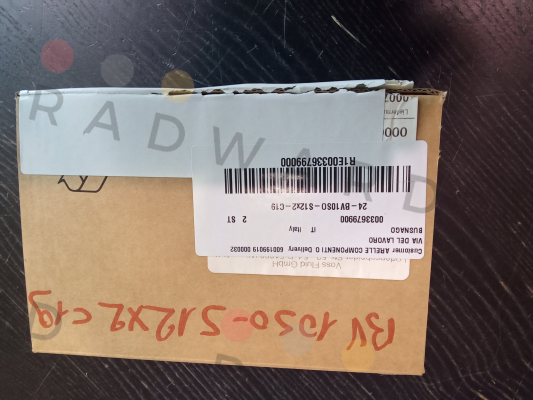 RADWARD
Customer ARELLE COMPONENTI O Delivery 6001999019 000032
VIA DEL LAVORO
BUSNAGO
IT Italy
0033679900 2 ST
24-BV10SO-S12x2-C19
R1E00336799000
Voss Fluid GmbH
BV 10SO-S12X2 C19